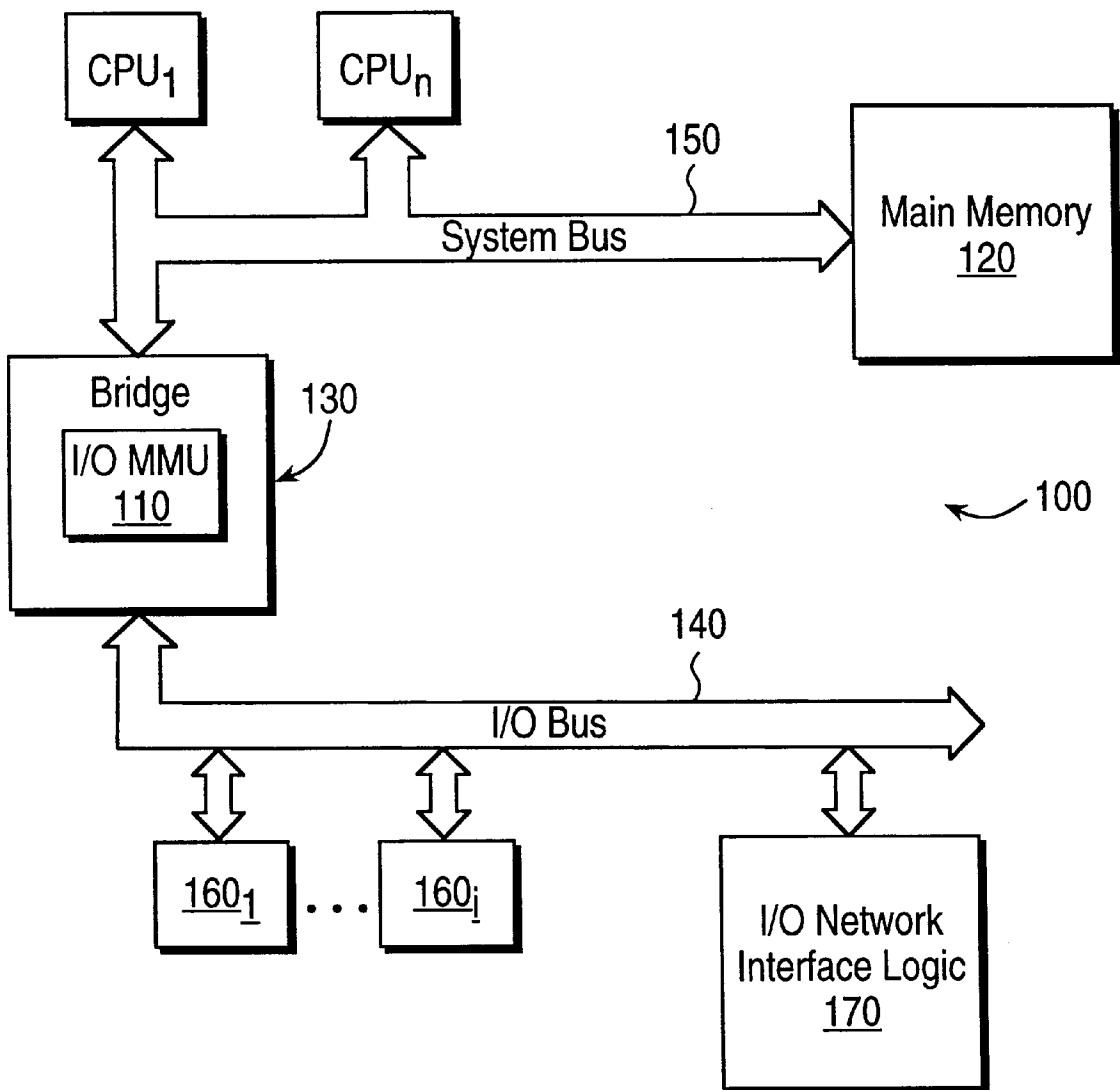 CPU₁
CPUₙ
150
System Bus
Main Memory
120
Bridge
I/O MMU
110
130
100
140
I/O Bus
160₁ ... 160ᵢ
I/O Network
Interface Logic
170